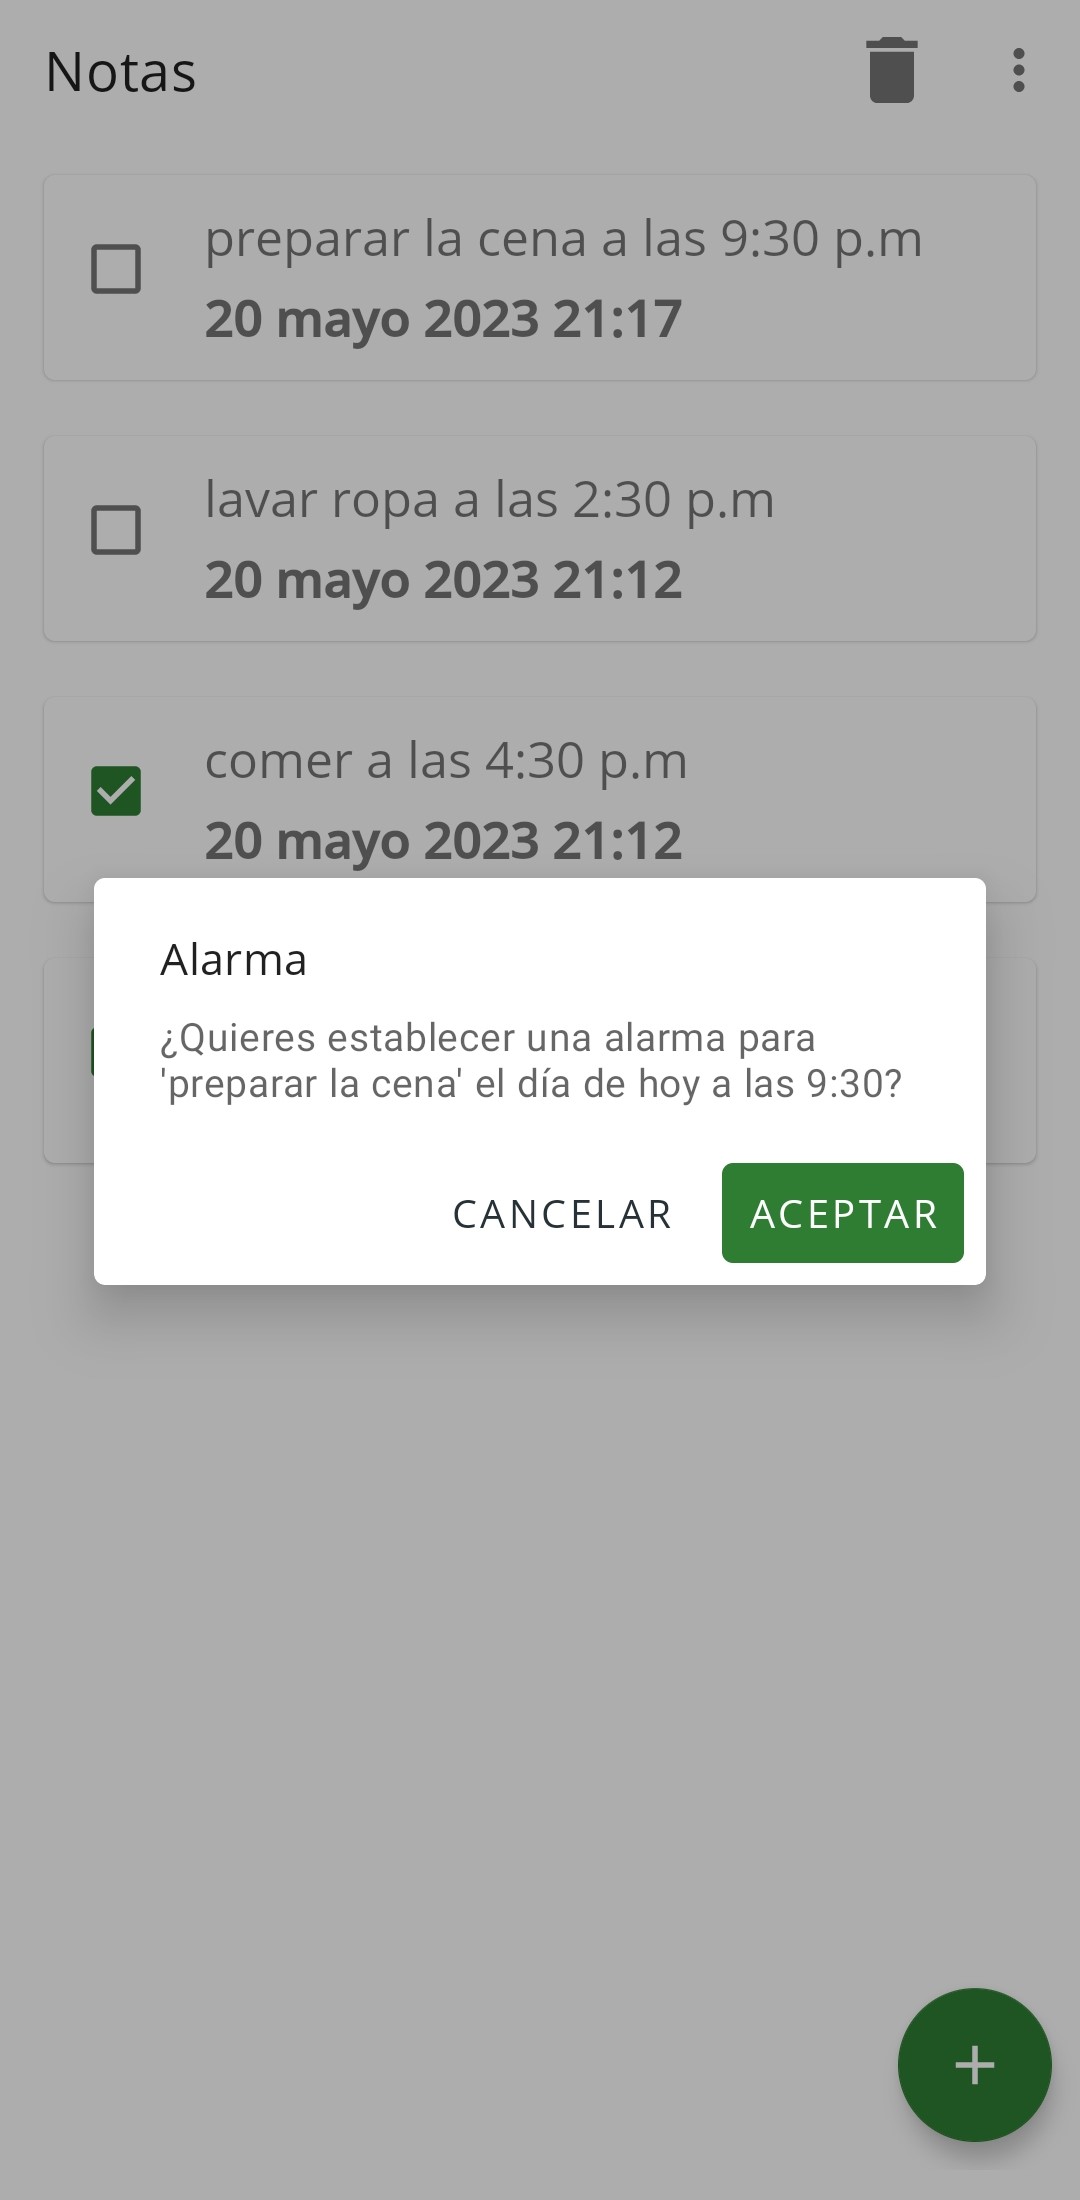 Notas
preparar la cena a las 9:30 p.m
20 mayo 2023 21:17
lavar ropa a las 2:30 p.m
20 mayo 2023 21:12
comer a las 4:30 p.m
20 mayo 2023 21:12
Alarma
¿Quieres establecer una alarma para
'preparar la cena' el día de hoy a las 9:30?
CANCELAR ACEPTAR